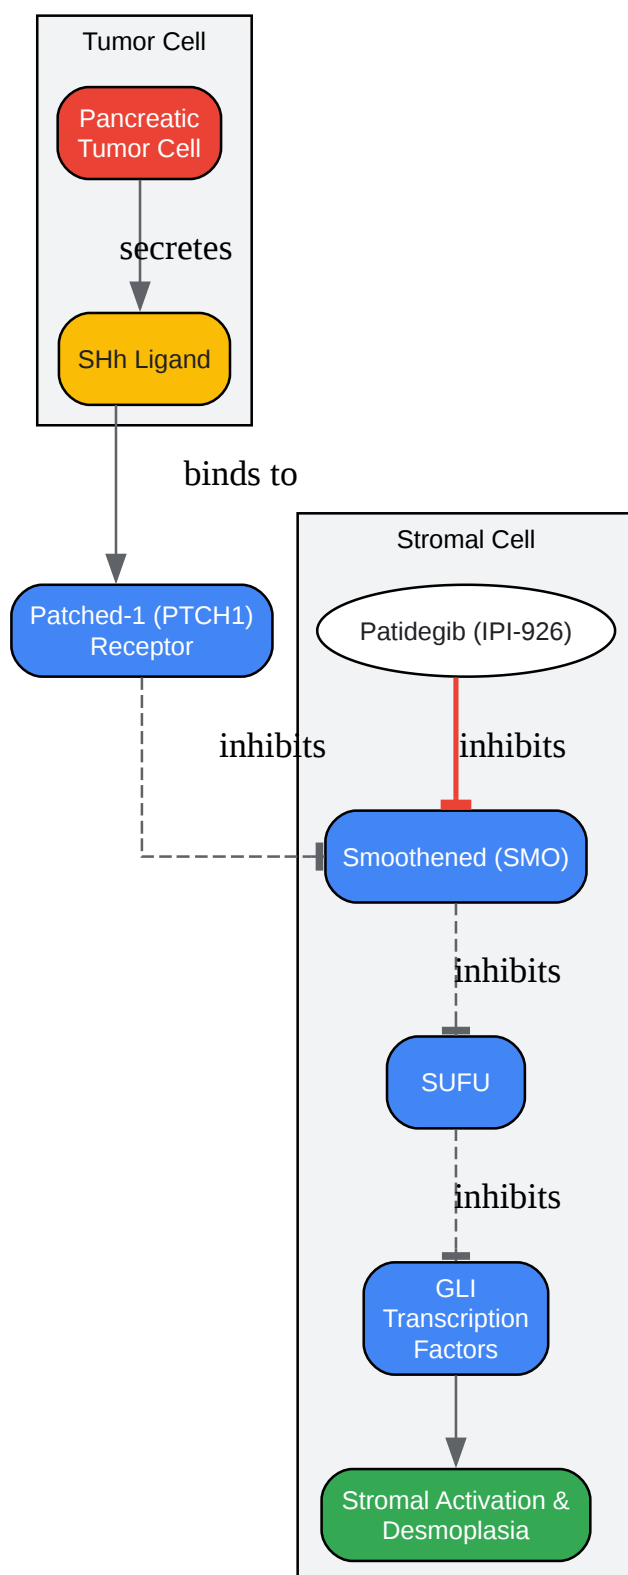 Tumor Cell
Pancreatic
Tumor Cell
secretes
SHh Ligand
binds to
Stromal Cell
Patched-1 (PTCH1)
Receptor
Patidegib (IPI-926)
inhibits
inhibits
Smoothened (SMO)
inhibits
SUFU
inhibits
GLI
Transcription
Factors
Stromal Activation &
Desmoplasia